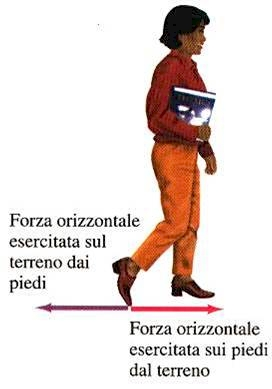 Forza orizzontale
esercitata sul
terreno dai
piedi
Forza orizzontale
esercitata sui piedi
dal terreno